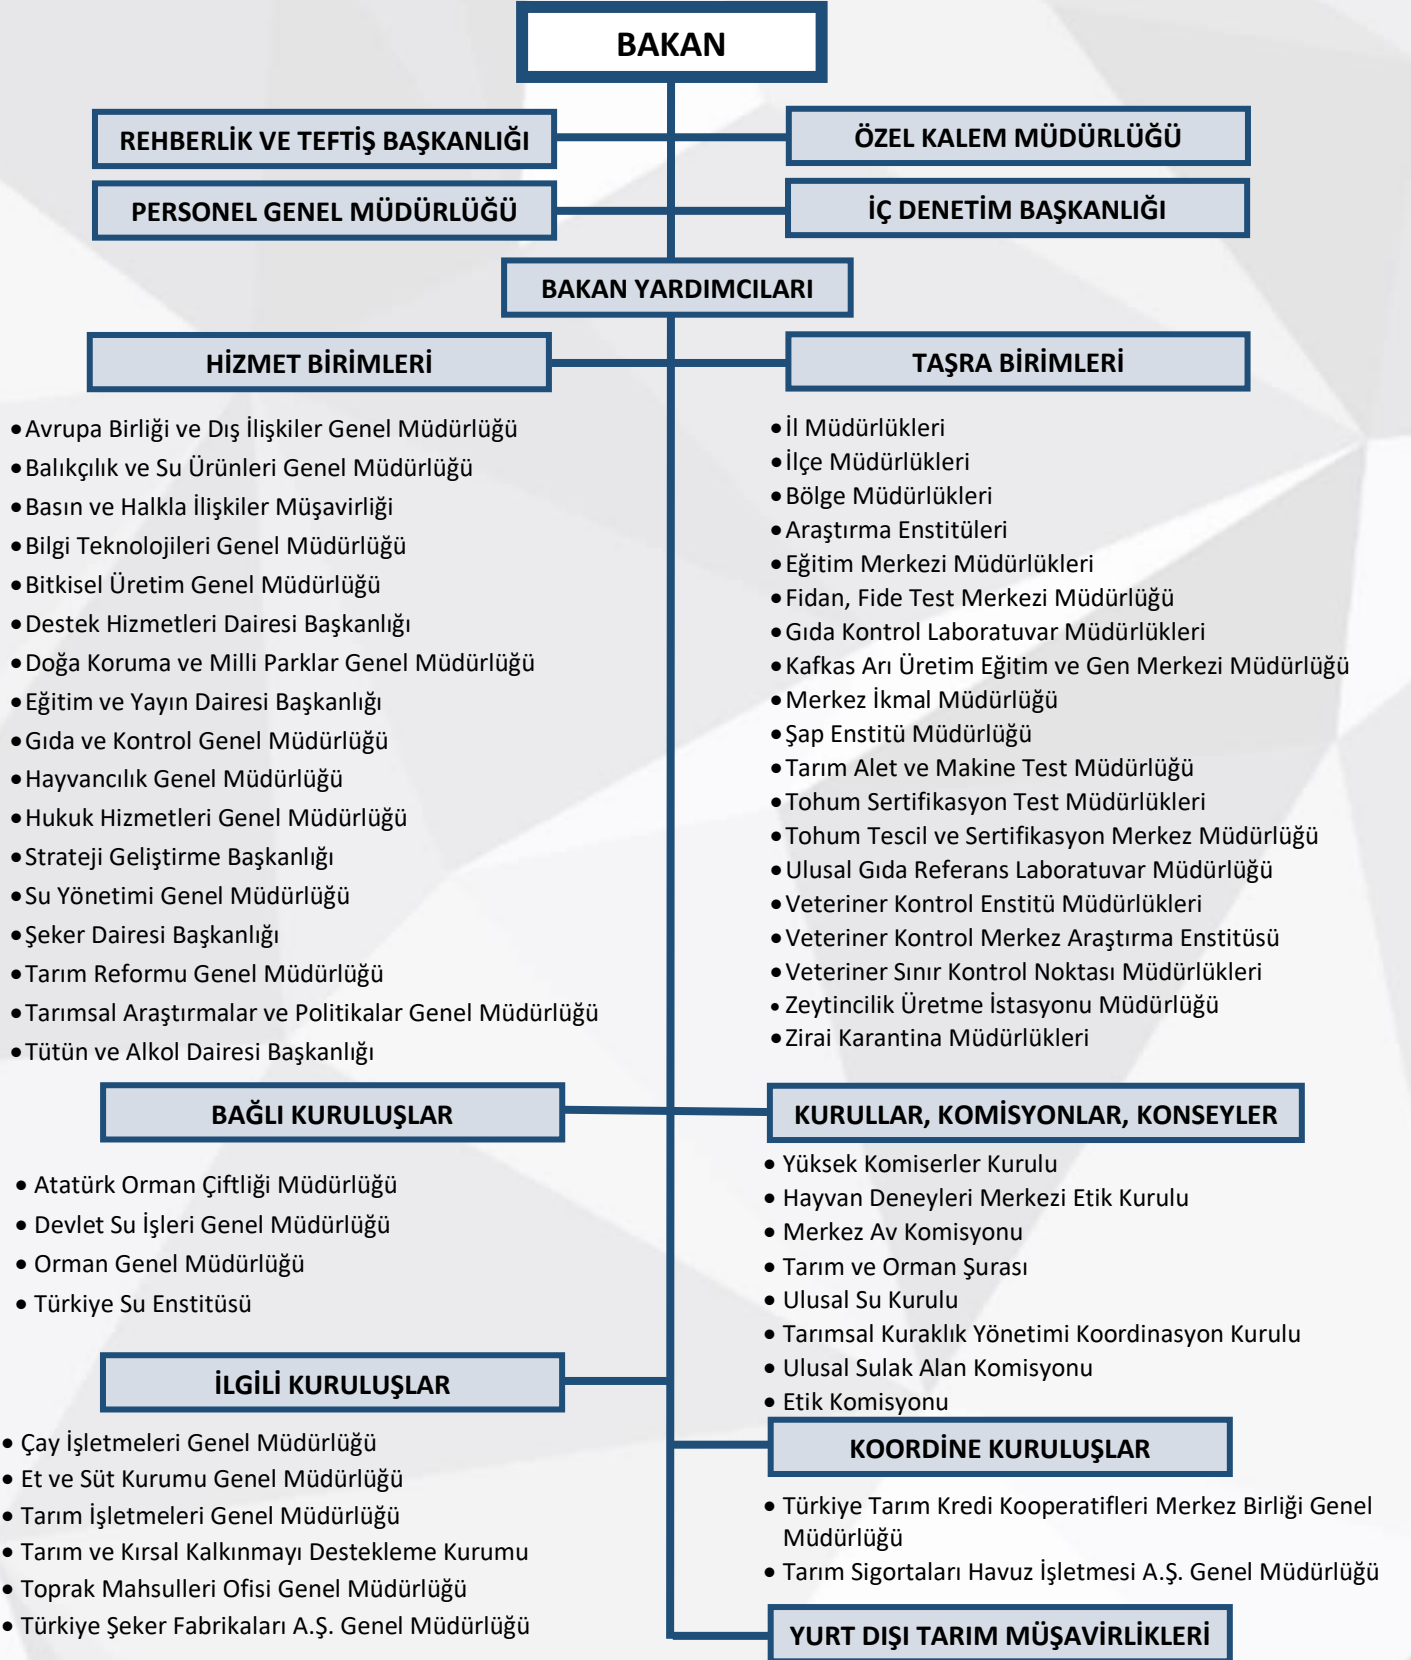 BAKAN
REHBERLİK VE TEFTİŞ BAŞKANLIĞI
ÖZEL KALEM MÜDÜRLÜĞÜ
PERSONEL GENEL MÜDÜRLÜĞÜ
İÇ DENETİM BAŞKANLIĞI
BAKAN YARDIMCILARI
HİZMET BİRİMLERİ
• Avrupa Birliği ve Dış İlişkiler Genel Müdürlüğü
• Balıkçılık ve Su Ürünleri Genel Müdürlüğü
• Basın ve Halkla İlişkiler Müşavirliği
• Bilgi Teknolojileri Genel Müdürlüğü
• Bitkisel Üretim Genel Müdürlüğü
• Destek Hizmetleri Dairesi Başkanlığı
• Doğa Koruma ve Milli Parklar Genel Müdürlüğü
• Eğitim ve Yayın Dairesi Başkanlığı
• Gıda ve Kontrol Genel Müdürlüğü
• Hayvancılık Genel Müdürlüğü
• Hukuk Hizmetleri Genel Müdürlüğü
• Strateji Geliştirme Başkanlığı
• Su Yönetimi Genel Müdürlüğü
• Şeker Dairesi Başkanlığı
• Tarım Reformu Genel Müdürlüğü
• Tarımsal Araştırmalar ve Politikalar Genel Müdürlüğü
• Tütün ve Alkol Dairesi Başkanlığı
TAŞRA BİRİMLERİ
• İl Müdürlükleri
• İlçe Müdürlükleri
• Bölge Müdürlükleri
• Araştırma Enstitüleri
• Eğitim Merkezi Müdürlükleri
• Fidan, Fide Test Merkezi Müdürlüğü
• Gıda Kontrol Laboratuvar Müdürlükleri
• Kafkas Arı Üretim Eğitim ve Gen Merkezi Müdürlüğü
• Merkez İkmal Müdürlüğü
• Şap Enstitü Müdürlüğü
• Tarım Alet ve Makine Test Müdürlüğü
• Tohum Sertifikasyon Test Müdürlükleri
• Tohum Tescil ve Sertifikasyon Merkez Müdürlüğü
• Ulusal Gıda Referans Laboratuvar Müdürlüğü
• Veteriner Kontrol Enstitü Müdürlükleri
• Veteriner Kontrol Merkez Araştırma Enstitüsü
• Veteriner Sınır Kontrol Noktası Müdürlükleri
• Zeytincilik Üretme İstasyonu Müdürlüğü
• Zirai Karantina Müdürlükleri
BAĞLI KURULUŞLAR
• Atatürk Orman Çiftliği Müdürlüğü
• Devlet Su İşleri Genel Müdürlüğü
• Orman Genel Müdürlüğü
• Türkiye Su Enstitüsü
KURULLAR, KOMİSYONLAR, KONSEYLER
• Yüksek Komiserler Kurulu
• Hayvan Deneyleri Merkezi Etik Kurulu
• Merkez Av Komisyonu
• Tarım ve Orman Şurası
• Ulusal Su Kurulu
• Tarımsal Kuraklık Yönetimi Koordinasyon Kurulu
• Ulusal Sulak Alan Komisyonu
• Etik Komisyonu
İLGİLİ KURULUŞLAR
• Çay İşletmeleri Genel Müdürlüğü
• Et ve Süt Kurumu Genel Müdürlüğü
• Tarım İşletmeleri Genel Müdürlüğü
• Tarım ve Kırsal Kalkınmayı Destekleme Kurumu
• Toprak Mahsulleri Ofisi Genel Müdürlüğü
• Türkiye Şeker Fabrikaları A.Ş. Genel Müdürlüğü
KOORDİNE KURULUŞLAR
• Türkiye Tarım Kredi Kooperatifleri Merkez Birliği Genel
Müdürlüğü
• Tarım Sigortaları Havuz İşletmesi A.Ş. Genel Müdürlüğü
YURT DIŞI TARIM MÜŞAVİRLİKLERİ